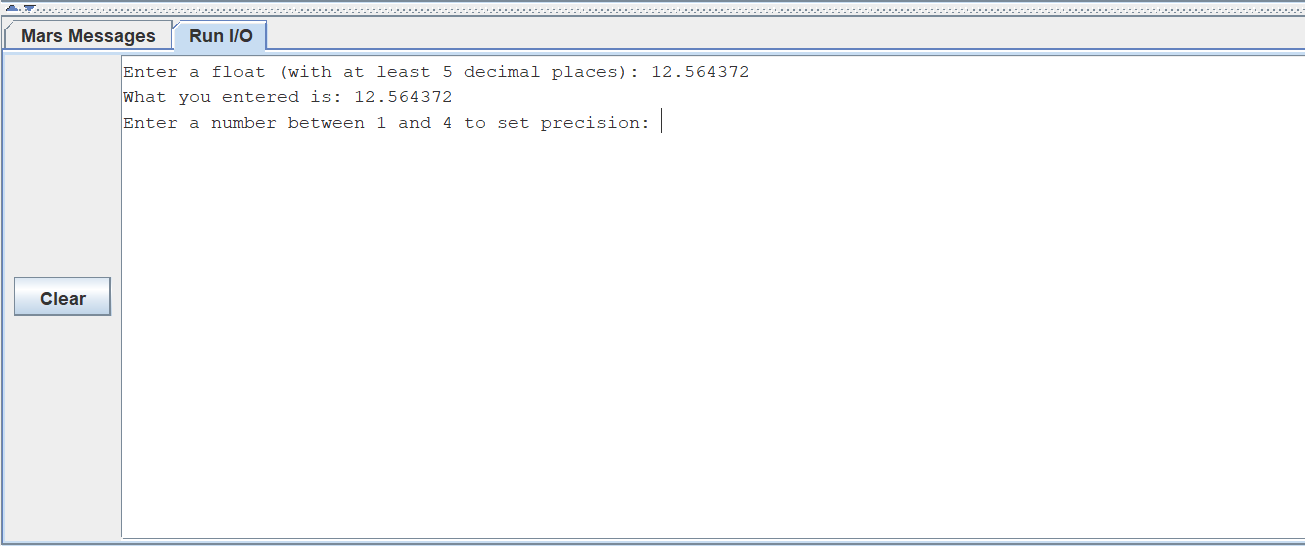 Mars Messages Run I/O
Enter a float (with at least 5 decimal places): 12.564372
What you entered is: 12.564372
Enter a number between 1 and 4 to set precision:
Clear